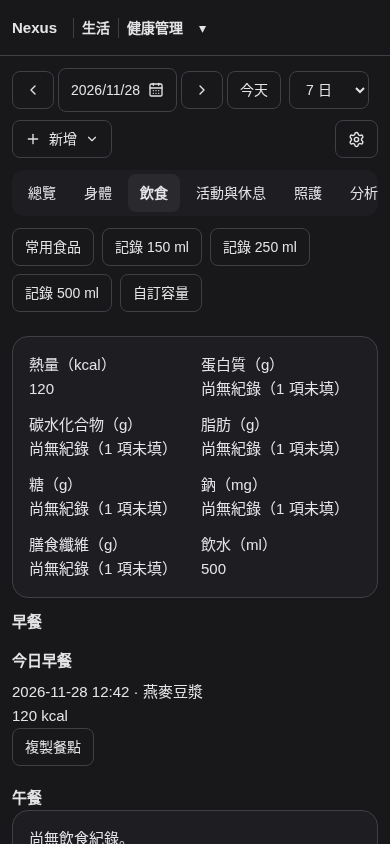 Nexus 生活 健康管理 ▼
2026/11/28 今天 7 日
新增
總覽 身體 飲食 活動與休息 照護 分析
常用食品 記錄 150 ml 記錄 250 ml
記錄 500 ml 自訂容量
熱量（kcal） 蛋白質（g）
120 尚無紀錄（1 項未填）
碳水化合物（g） 脂肪（g）
尚無紀錄（1 項未填） 尚無紀錄（1 項未填）
糖（g） 鈉（mg）
尚無紀錄（1 項未填） 尚無紀錄（1 項未填）
膳食纖維（g） 飲水（ml）
尚無紀錄（1 項未填） 500
早餐
今日早餐
2026-11-28 12:42 · 燕麥豆漿
120 kcal
複製餐點
午餐
尚無飲食紀錄。